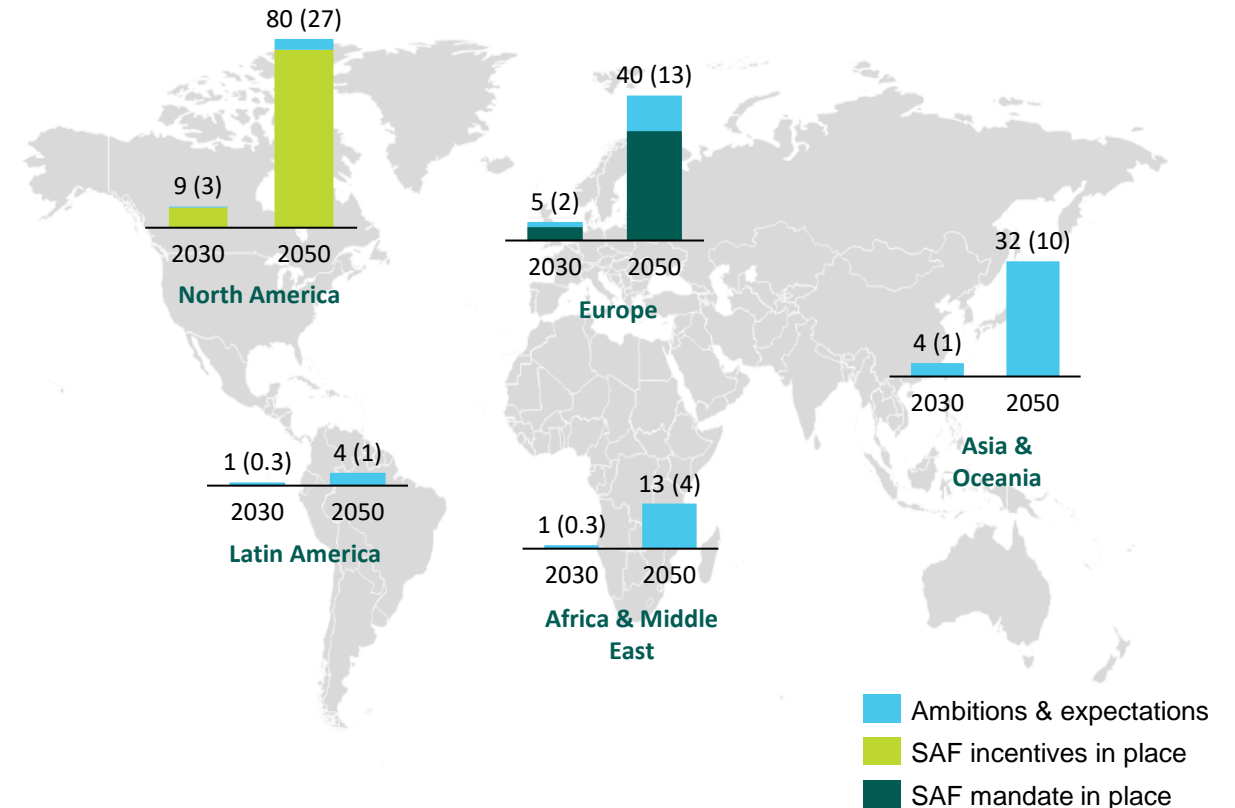 80 (27)
9 (3)
2030 2050
North America
40 (13)
5 (2)
2030 2050
Europe
32 (10)
4 (1)
2030 2050
Asia &
Oceania
1 (0.3) 4 (1)
2030 2050
Latin America
13 (4)
1 (0.3)
2030 2050
Africa & Middle
East
Ambitions & expectations
SAF incentives in place
SAF mandate in place